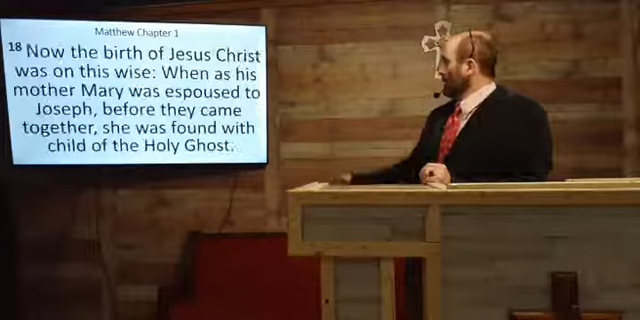 Matthew Chapter 1
18 Now the birth of Jesus Christ
was on this wise: When as his
mother Mary was espoused to
Joseph, before they came
together, she was found with
child of the Holy Ghost.